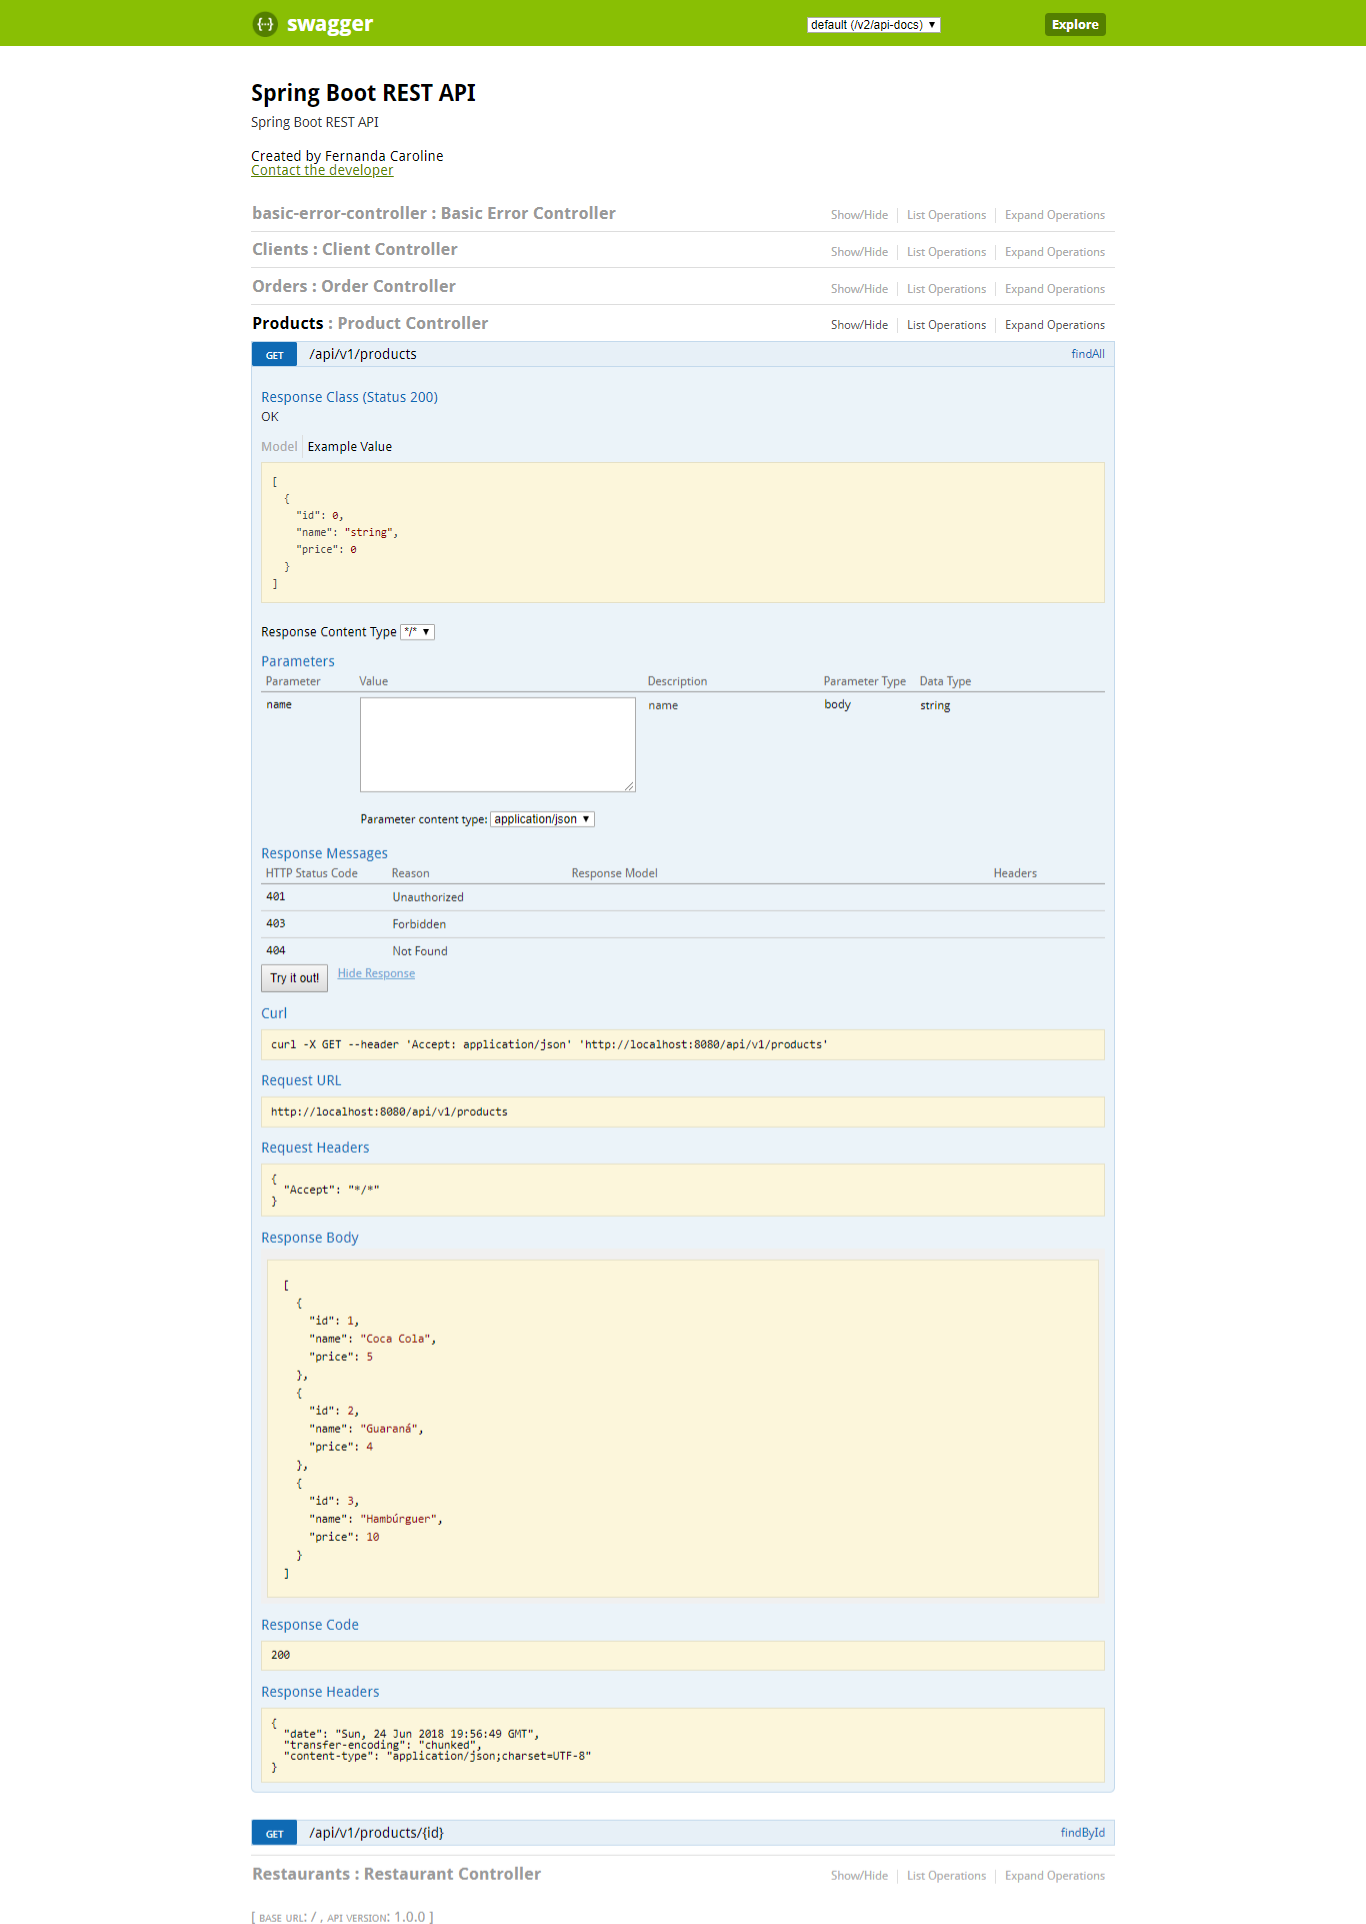 {···} swagger default (/v2/api-docs) Explore
Spring Boot REST API
Spring Boot REST API
Created by Fernanda Caroline
Contact the developer
basic-error-controller : Basic Error Controller Show/Hide List Operations Expand Operations
Clients : Client Controller Show/Hide List Operations Expand Operations
Orders : Order Controller Show/Hide List Operations Expand Operations
Products : Product Controller Show/Hide List Operations Expand Operations
GET /api/v1/products findAll
Response Class (Status 200)
OK
Model Example Value
[
{
"id": 0,
"name": "string",
"price": 0
}
]
Response Content Type */*
Parameters
Parameter Value Description Parameter Type Data Type
name name body string
Parameter content type: application/json
Response Messages
HTTP Status Code Reason Response Model Headers
401 Unauthorized
403 Forbidden
404 Not Found
Try it out! Hide Response
Curl
curl -X GET --header 'Accept: application/json' 'http://localhost:8080/api/v1/products'
Request URL
http://localhost:8080/api/v1/products
Request Headers
{
"Accept": "*/*"
}
Response Body
[
{
"id": 1,
"name": "Coca Cola",
"price": 5
},
{
"id": 2,
"name": "Guaraná",
"price": 4
},
{
"id": 3,
"name": "Hambúrguer",
"price": 10
}
]
Response Code
200
Response Headers
{
"date": "Sun, 24 Jun 2018 19:56:49 GMT",
"transfer-encoding": "chunked",
"content-type": "application/json;charset=UTF-8"
}
GET /api/v1/products/{id} findById
Restaurants : Restaurant Controller Show/Hide List Operations Expand Operations
[ BASE URL: / , API VERSION: 1.0.0 ]